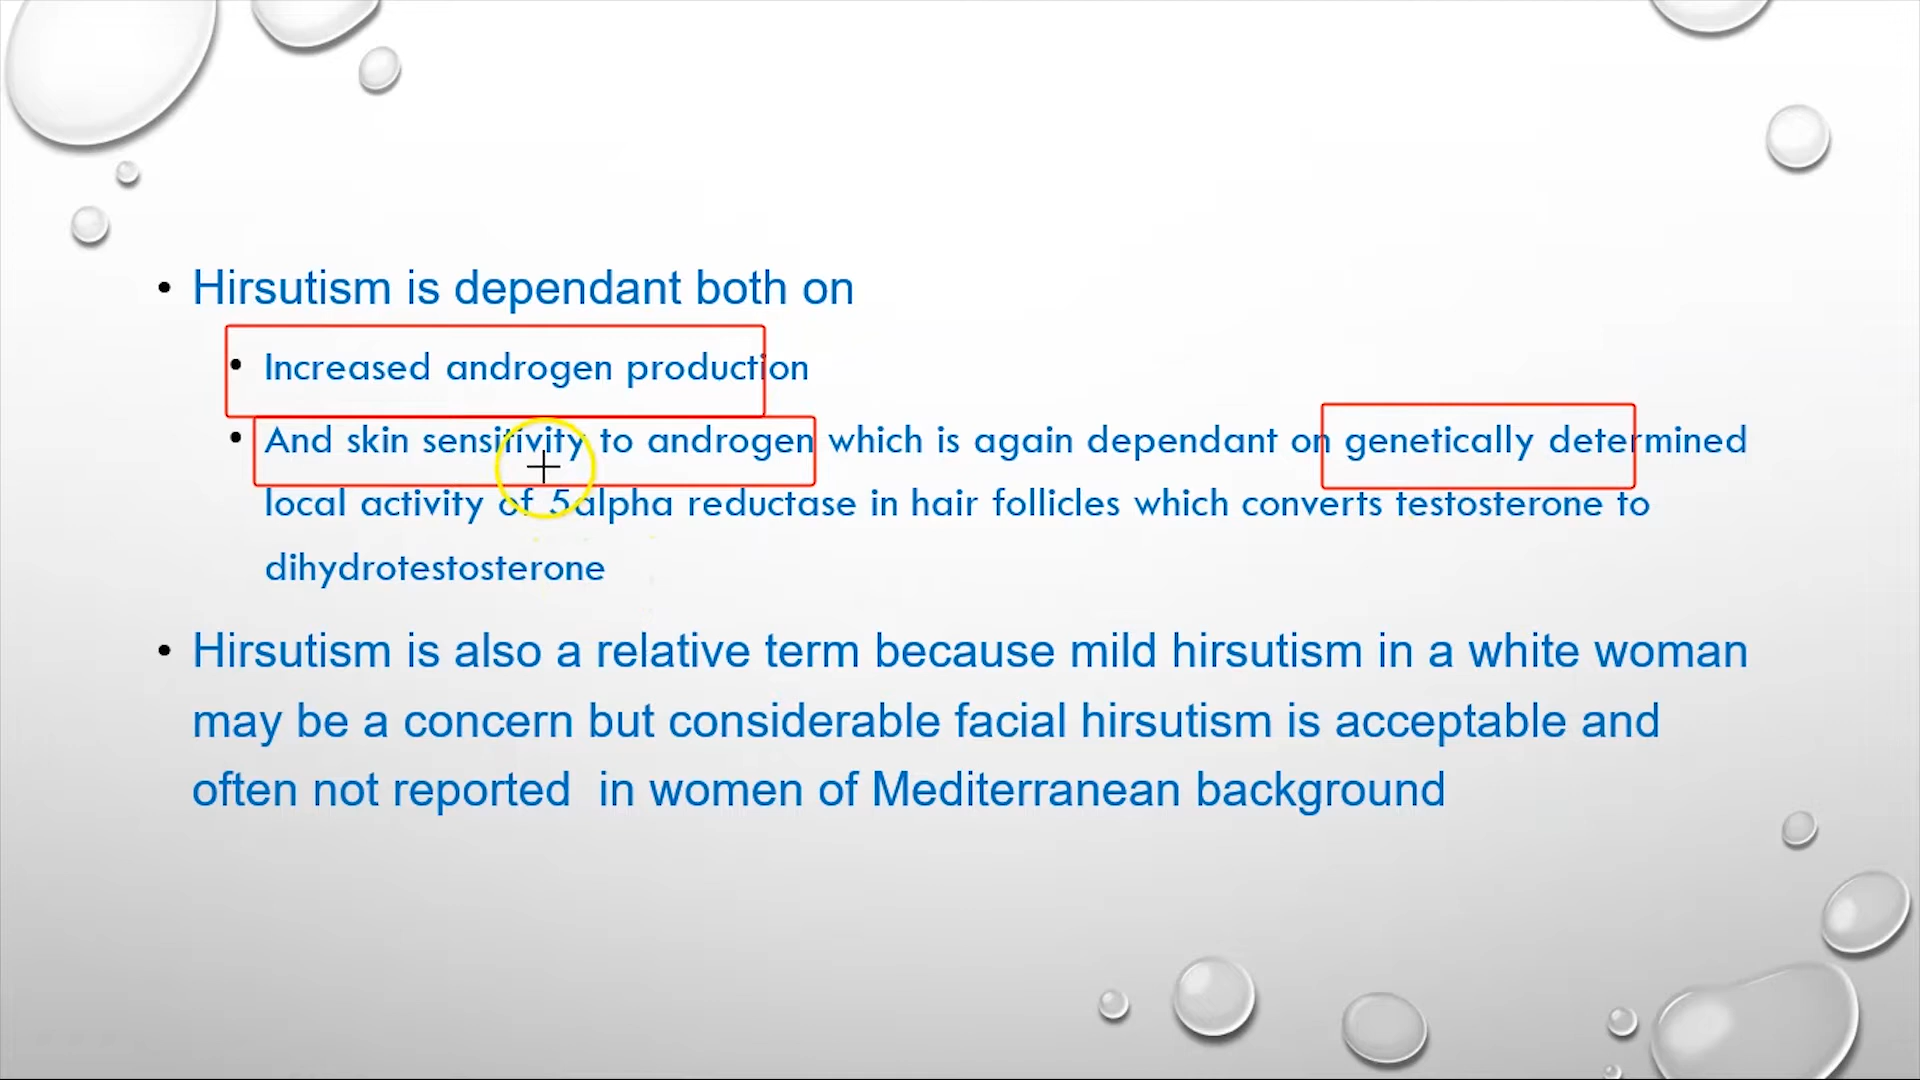 • Hirsutism is dependant both on
• Increased androgen production
• And skin sensitivity to androgen which is again dependant on genetically determined
local activity of 5alpha reductase in hair follicles which converts testosterone to
dihydrotestosterone
• Hirsutism is also a relative term because mild hirsutism in a white woman
may be a concern but considerable facial hirsutism is acceptable and
often not reported  in women of Mediterranean background